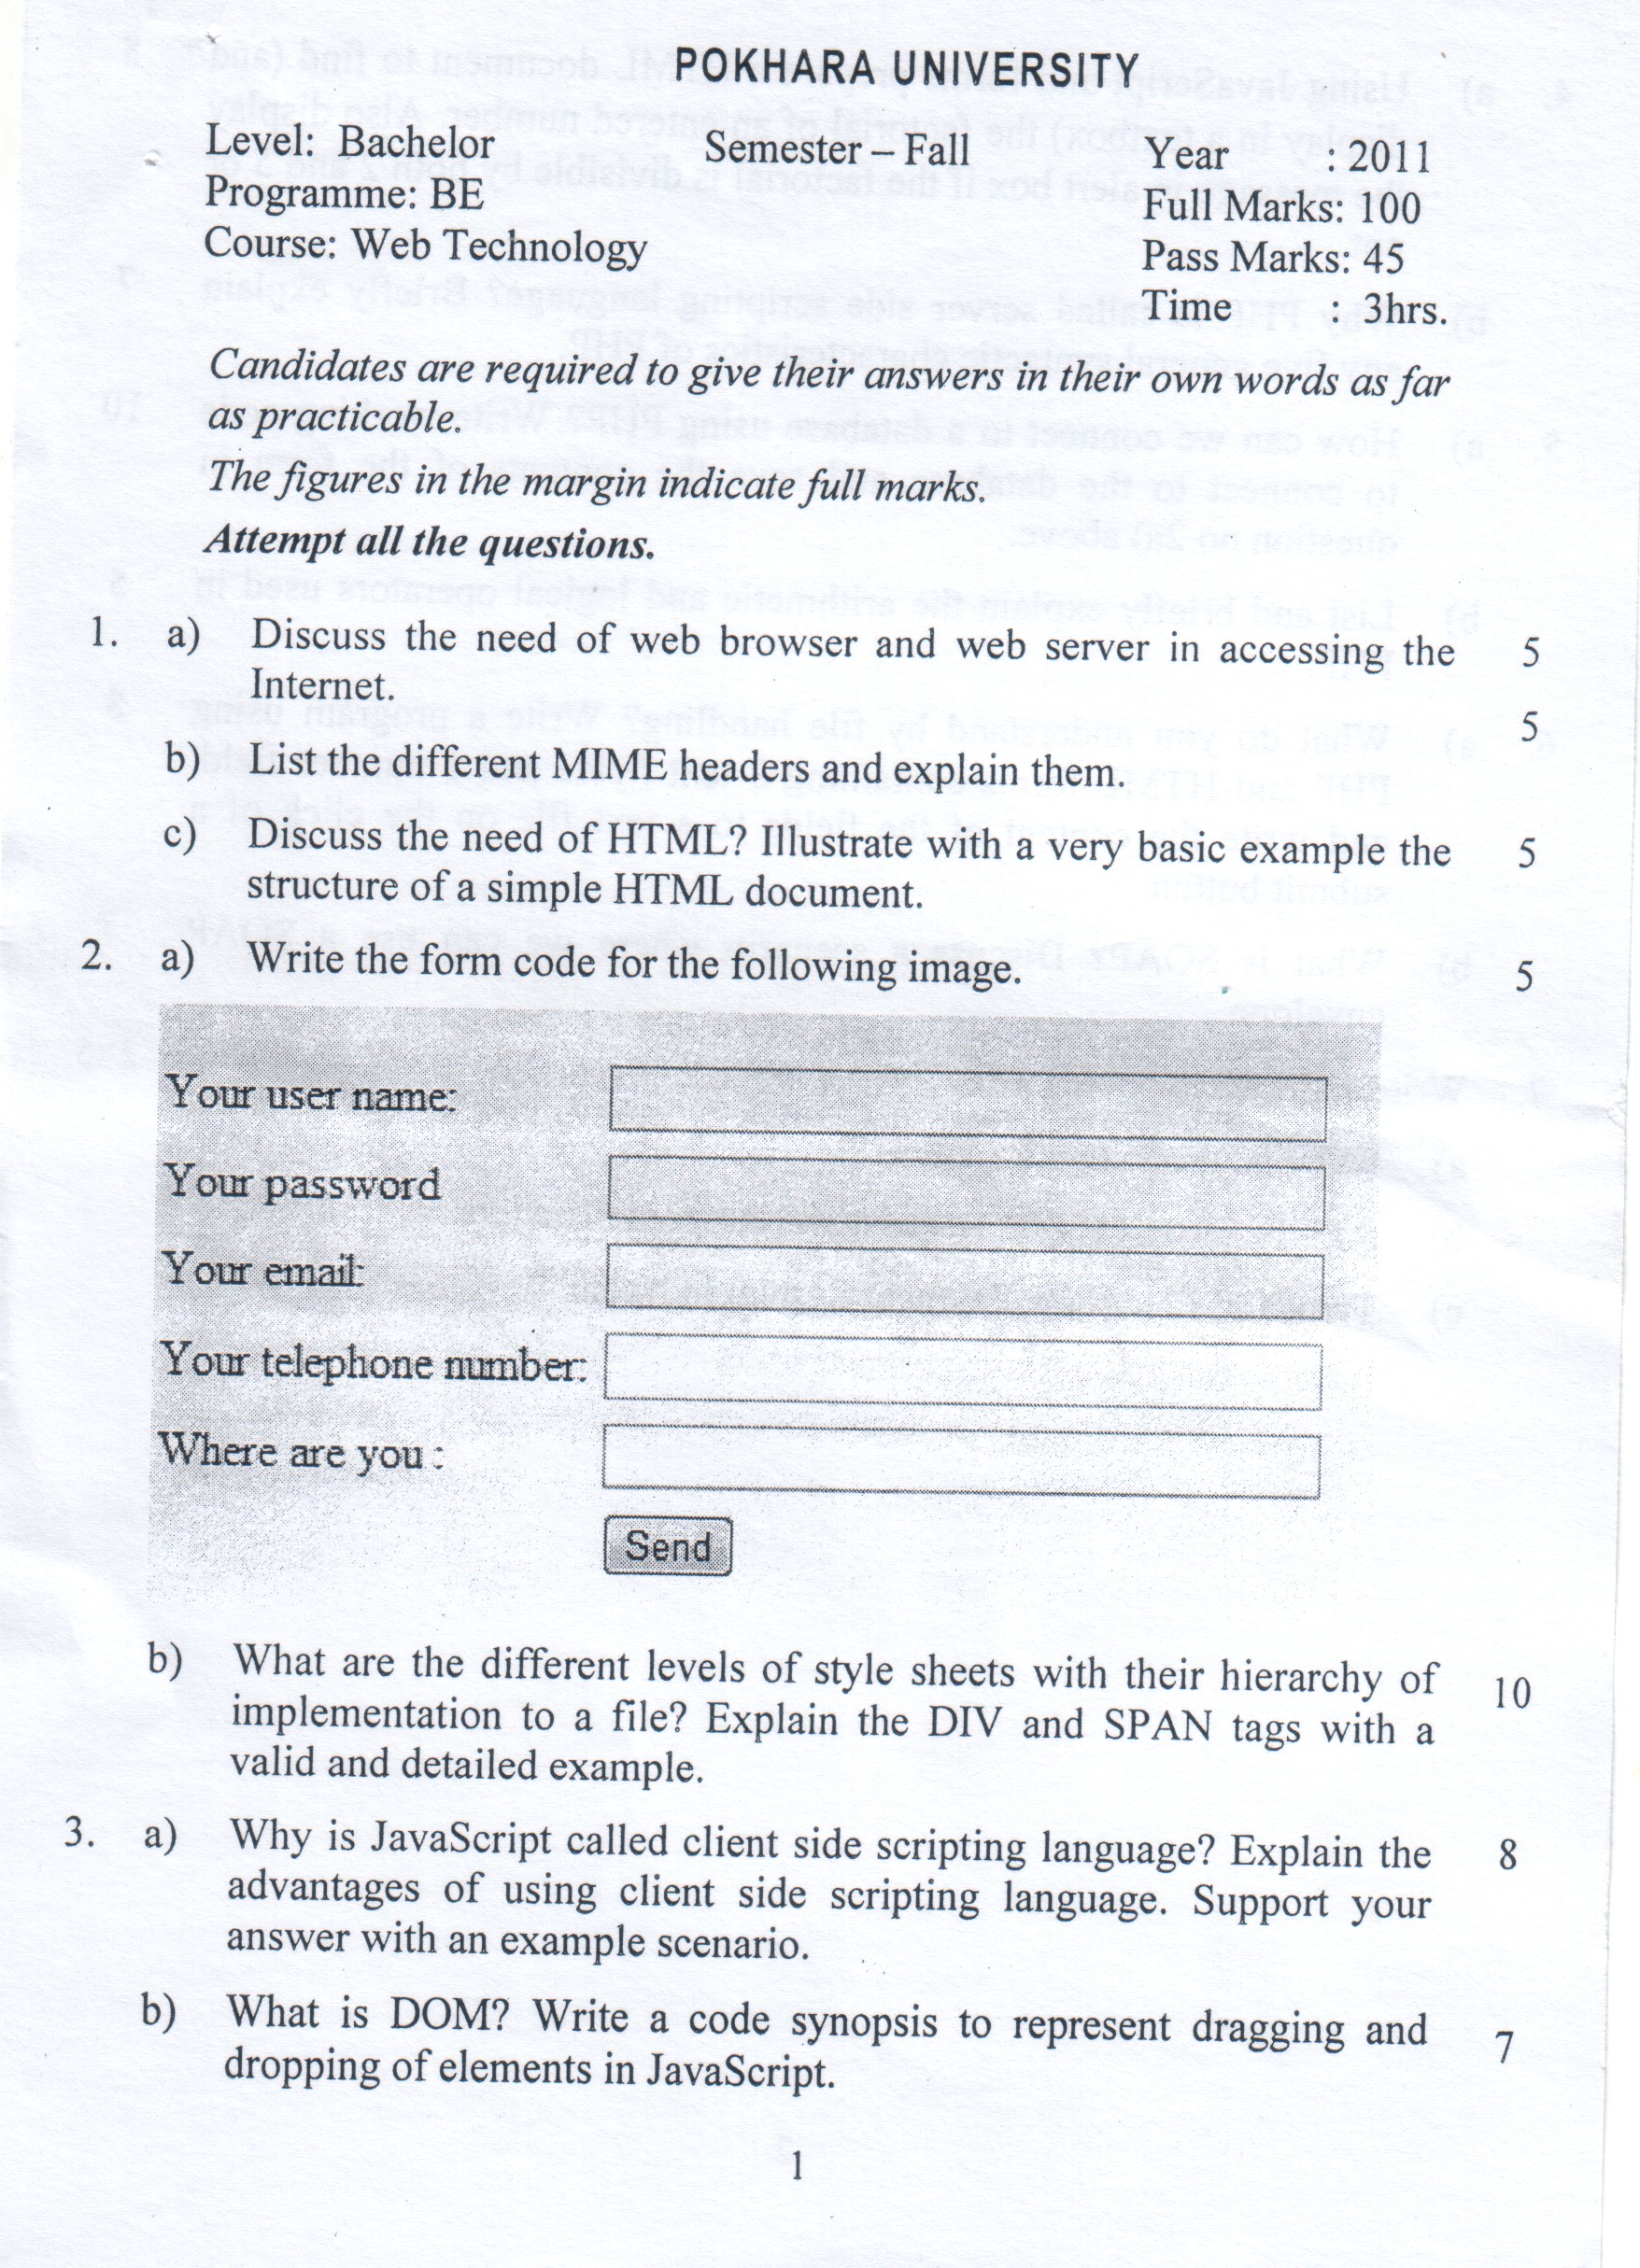 POKHARA UNIVERSITY
Level: Bachelor Semester – Fall Year : 2011
Programme: BE Full Marks: 100
Course: Web Technology Pass Marks: 45
Time : 3hrs.
Candidates are required to give their answers in their own words as far
as practicable.
The figures in the margin indicate full marks.
Attempt all the questions.
1. a) Discuss the need of web browser and web server in accessing the 5
Internet.
5
b) List the different MIME headers and explain them.
c) Discuss the need of HTML? Illustrate with a very basic example the 5
structure of a simple HTML document.
2. a) Write the form code for the following image. 5
Your user name:
Your password
Your email:
Your telephone number:
Where are you :
Send
b) What are the different levels of style sheets with their hierarchy of 10
implementation to a file? Explain the DIV and SPAN tags with a
valid and detailed example.
3. a) Why is JavaScript called client side scripting language? Explain the 8
advantages of using client side scripting language. Support your
answer with an example scenario.
b) What is DOM? Write a code synopsis to represent dragging and 7
dropping of elements in JavaScript.
1